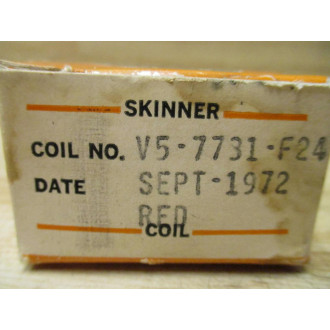 SKINNER
COIL NO. V5-7731-F24
DATE SEPT-1972
RED
COIL